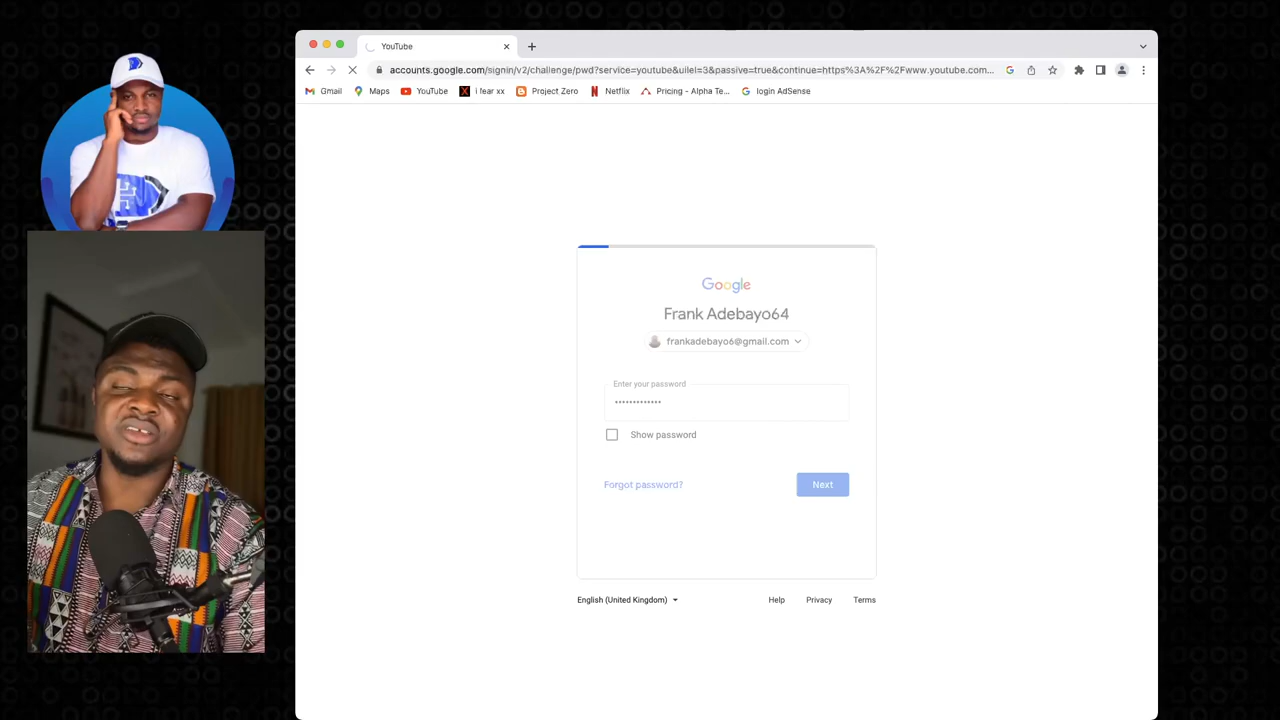 YouTube
accounts.google.com/signin/v2/challenge/pwd?service=youtube&uilel=3&passive=true&continue=https%3A%2F%2Fwww.youtube.com...
Gmail Maps YouTube i fear xx Project Zero Netflix Pricing - Alpha Te... login AdSense
Google
Frank Adebayo64
frankadebayo6@gmail.com
Enter your password
•••••••••••••
Show password
Forgot password? Next
English (United Kingdom) Help Privacy Terms